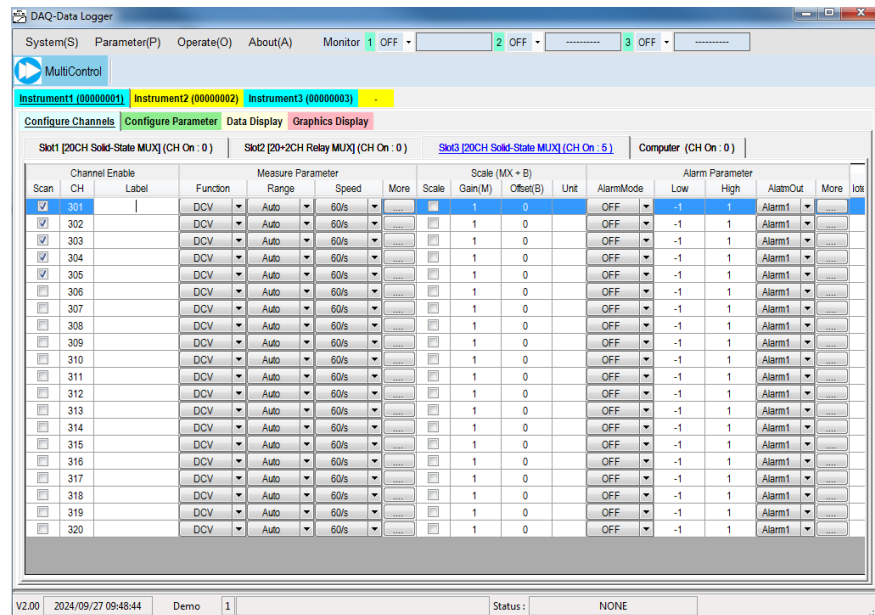 DAQ-Data Logger
System(S) Parameter(P) Operate(O) About(A) Monitor 1 OFF 2 OFF ---------- 3 OFF ----------
MultiControl
Instrument1 (00000001) Instrument2 (00000002) Instrument3 (00000003) -
Configure Channels Configure Parameter Data Display Graphics Display
Slot1 [20CH Solid-State MUX] (CH On : 0 ) Slot2 [20+2CH Relay MUX] (CH On : 0 ) Slot3 [20CH Solid-State MUX] (CH On : 5 ) Computer (CH On : 0 )
Channel Enable Measure Parameter Scale (MX + B) Alarm Parameter
Scan CH Label Function Range Speed More Scale Gain(M) Offset(B) Unit AlarmMode Low High AlatmOut More
301 DCV Auto 60/s .... 1 0 OFF -1 1 Alarm1 ....
302 DCV Auto 60/s .... 1 0 OFF -1 1 Alarm1 ....
303 DCV Auto 60/s .... 1 0 OFF -1 1 Alarm1 ....
304 DCV Auto 60/s .... 1 0 OFF -1 1 Alarm1 ....
305 DCV Auto 60/s .... 1 0 OFF -1 1 Alarm1 ....
306 DCV Auto 60/s .... 1 0 OFF -1 1 Alarm1 ....
307 DCV Auto 60/s .... 1 0 OFF -1 1 Alarm1 ....
308 DCV Auto 60/s .... 1 0 OFF -1 1 Alarm1 ....
309 DCV Auto 60/s .... 1 0 OFF -1 1 Alarm1 ....
310 DCV Auto 60/s .... 1 0 OFF -1 1 Alarm1 ....
311 DCV Auto 60/s .... 1 0 OFF -1 1 Alarm1 ....
312 DCV Auto 60/s .... 1 0 OFF -1 1 Alarm1 ....
313 DCV Auto 60/s .... 1 0 OFF -1 1 Alarm1 ....
314 DCV Auto 60/s .... 1 0 OFF -1 1 Alarm1 ....
315 DCV Auto 60/s .... 1 0 OFF -1 1 Alarm1 ....
316 DCV Auto 60/s .... 1 0 OFF -1 1 Alarm1 ....
317 DCV Auto 60/s .... 1 0 OFF -1 1 Alarm1 ....
318 DCV Auto 60/s .... 1 0 OFF -1 1 Alarm1 ....
319 DCV Auto 60/s .... 1 0 OFF -1 1 Alarm1 ....
320 DCV Auto 60/s .... 1 0 OFF -1 1 Alarm1 ....
V2.00 2024/09/27 09:48:44 Demo 1 Status : NONE